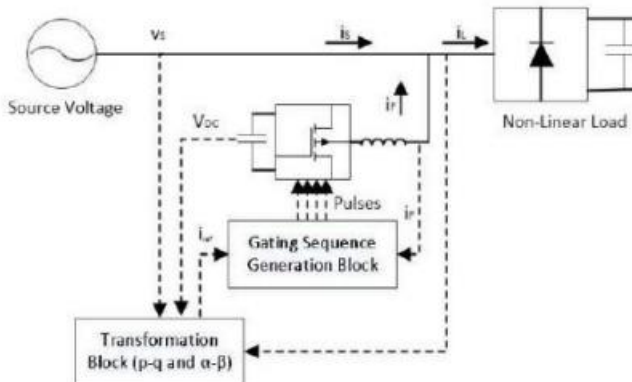 vs
is
iL
Source Voltage
iF
Non-Linear Load
VDC
Pulses
iF
Gating Sequence
Generation Block
Transformation
Block (p-q and α-β)